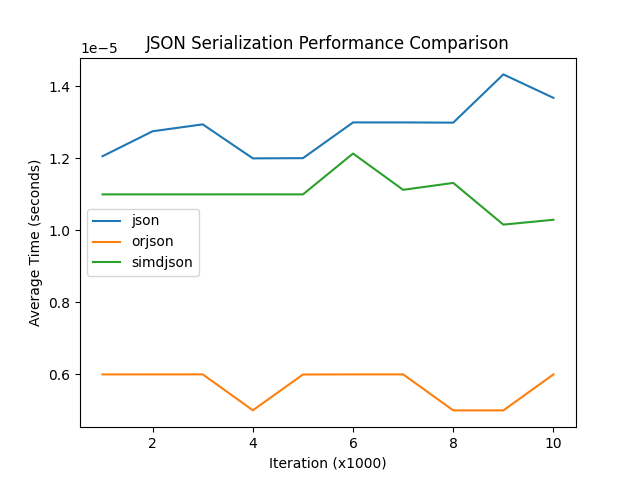 JSON Serialization Performance Comparison
1e−5
1.4
1.2
1.0
0.8
0.6
Average Time (seconds)
json
orjson
simdjson
2 4 6 8 10
Iteration (x1000)